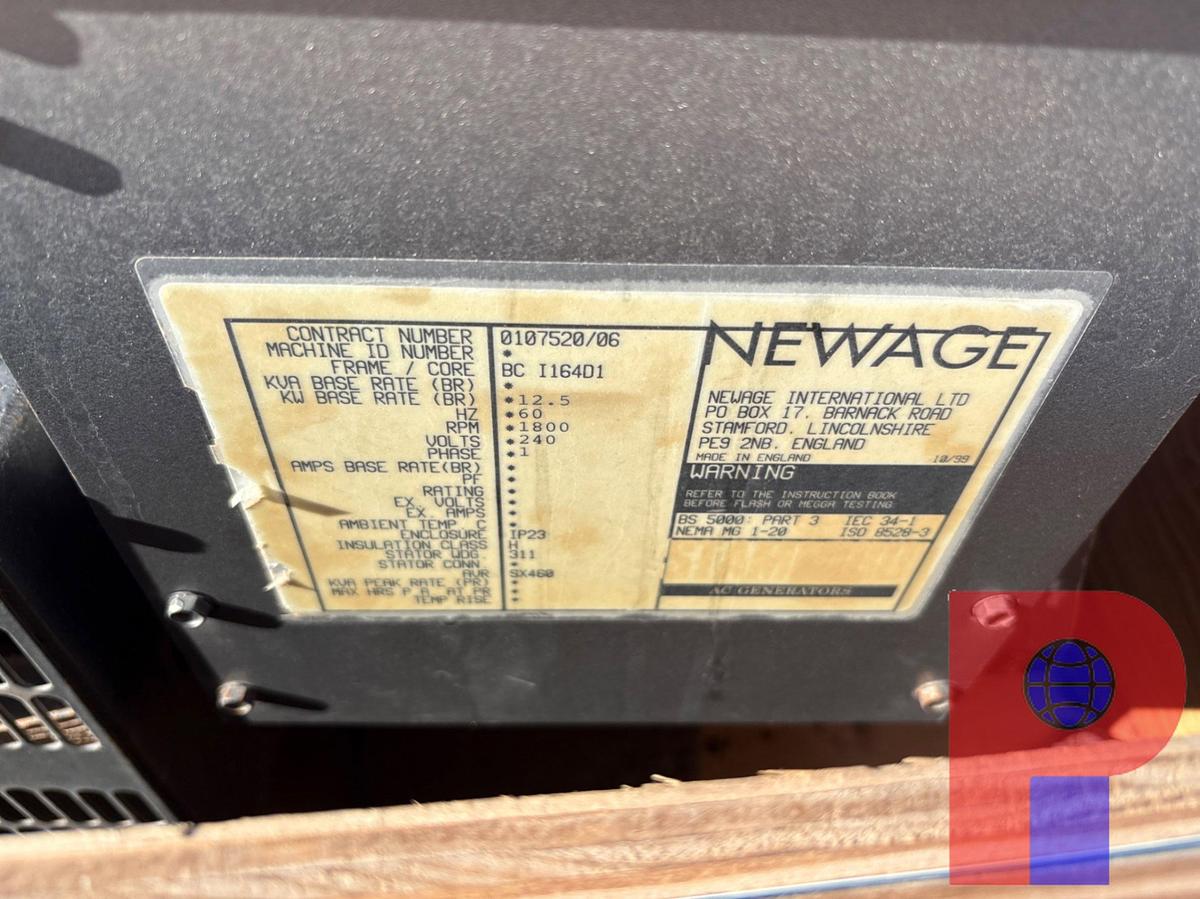 CONTRACT NUMBER 0107520/06
MACHINE ID NUMBER *
FRAME / CORE BC I164D1
KVA BASE RATE (BR) *
KW BASE RATE (BR) *12.5
HZ *60
RPM *1800
VOLTS *240
PHASE *1
AMPS BASE RATE(BR) *
PF *
RATING *
EX. VOLTS *
EX. AMPS *
AMBIENT TEMP. C *
ENCLOSURE IP23
INSULATION CLASS H
STATOR WDG. 311
STATOR CONN. *
AVR SX460
KVA PEAK RATE (PR) *
MAX HRS P.A. AT PR *
TEMP RISE *
NEWAGE
NEWAGE INTERNATIONAL LTD
PO BOX 17, BARNACK ROAD
STAMFORD. LINCOLNSHIRE
PE9 2NB. ENGLAND
MADE IN ENGLAND 10/99
WARNING
REFER TO THE INSTRUCTION BOOK
BEFORE FLASH OR MEGGA TESTING
BS 5000: PART 3 IEC 34-1
NEMA MG 1-20 ISO 8528-3
AC GENERATORS